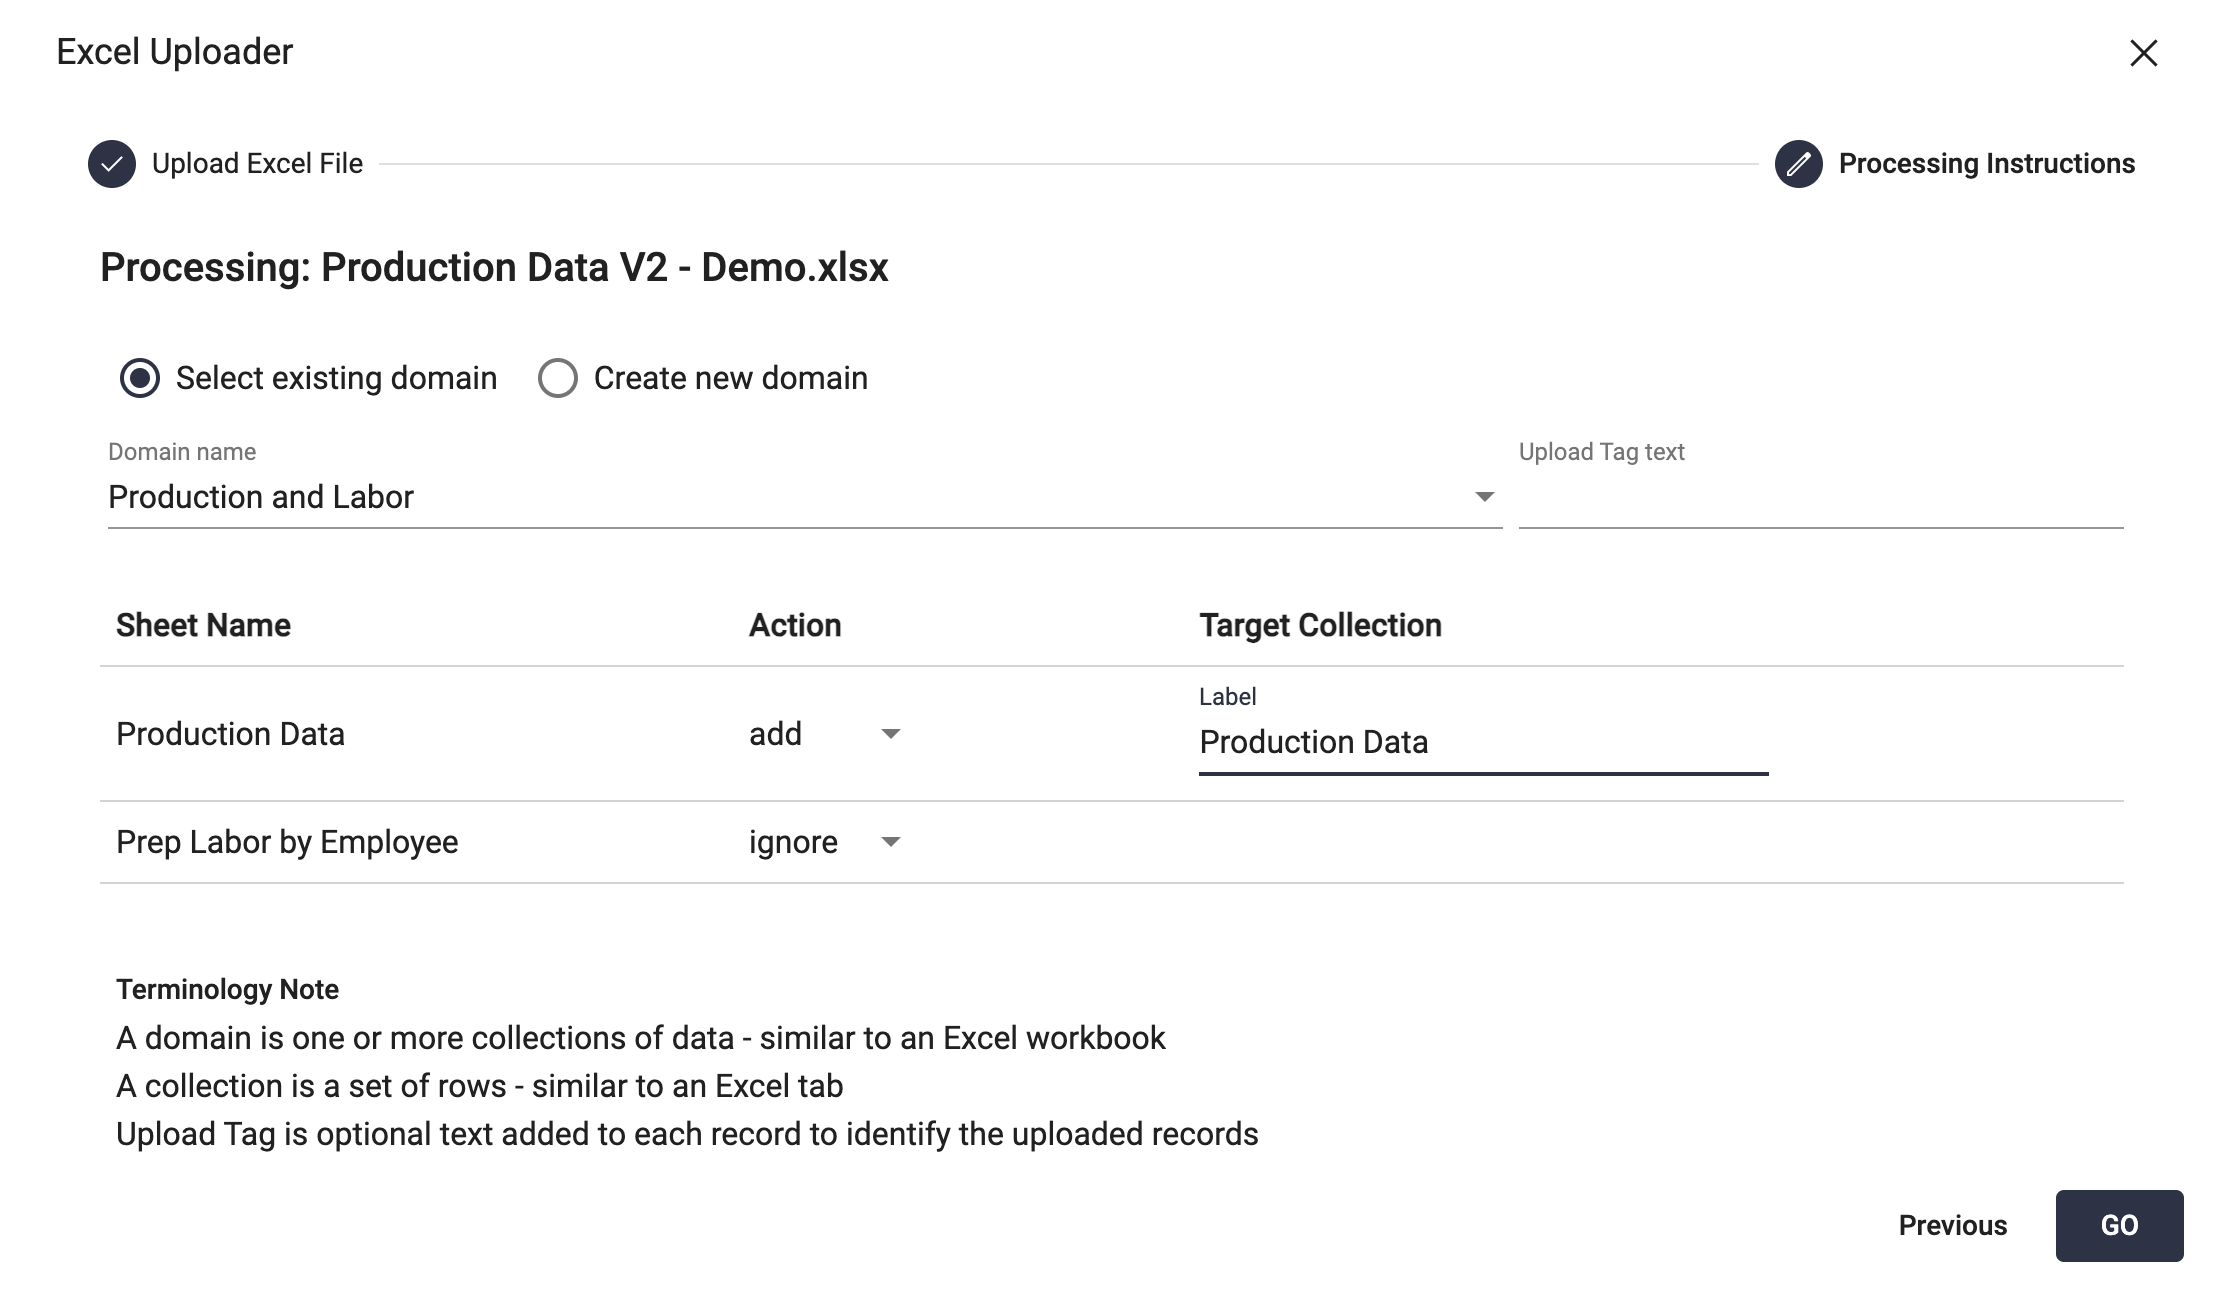 Excel Uploader
Upload Excel File
Processing Instructions
Processing: Production Data V2 - Demo.xlsx
Select existing domain
Create new domain
Domain name
Upload Tag text
Production and Labor
Sheet Name
Action
Target Collection
Label
Production Data
add
Production Data
Prep Labor by Employee
ignore
Terminology Note
A domain is one or more collections of data - similar to an Excel workbook
A collection is a set of rows - similar to an Excel tab
Upload Tag is optional text added to each record to identify the uploaded records
Previous
GO